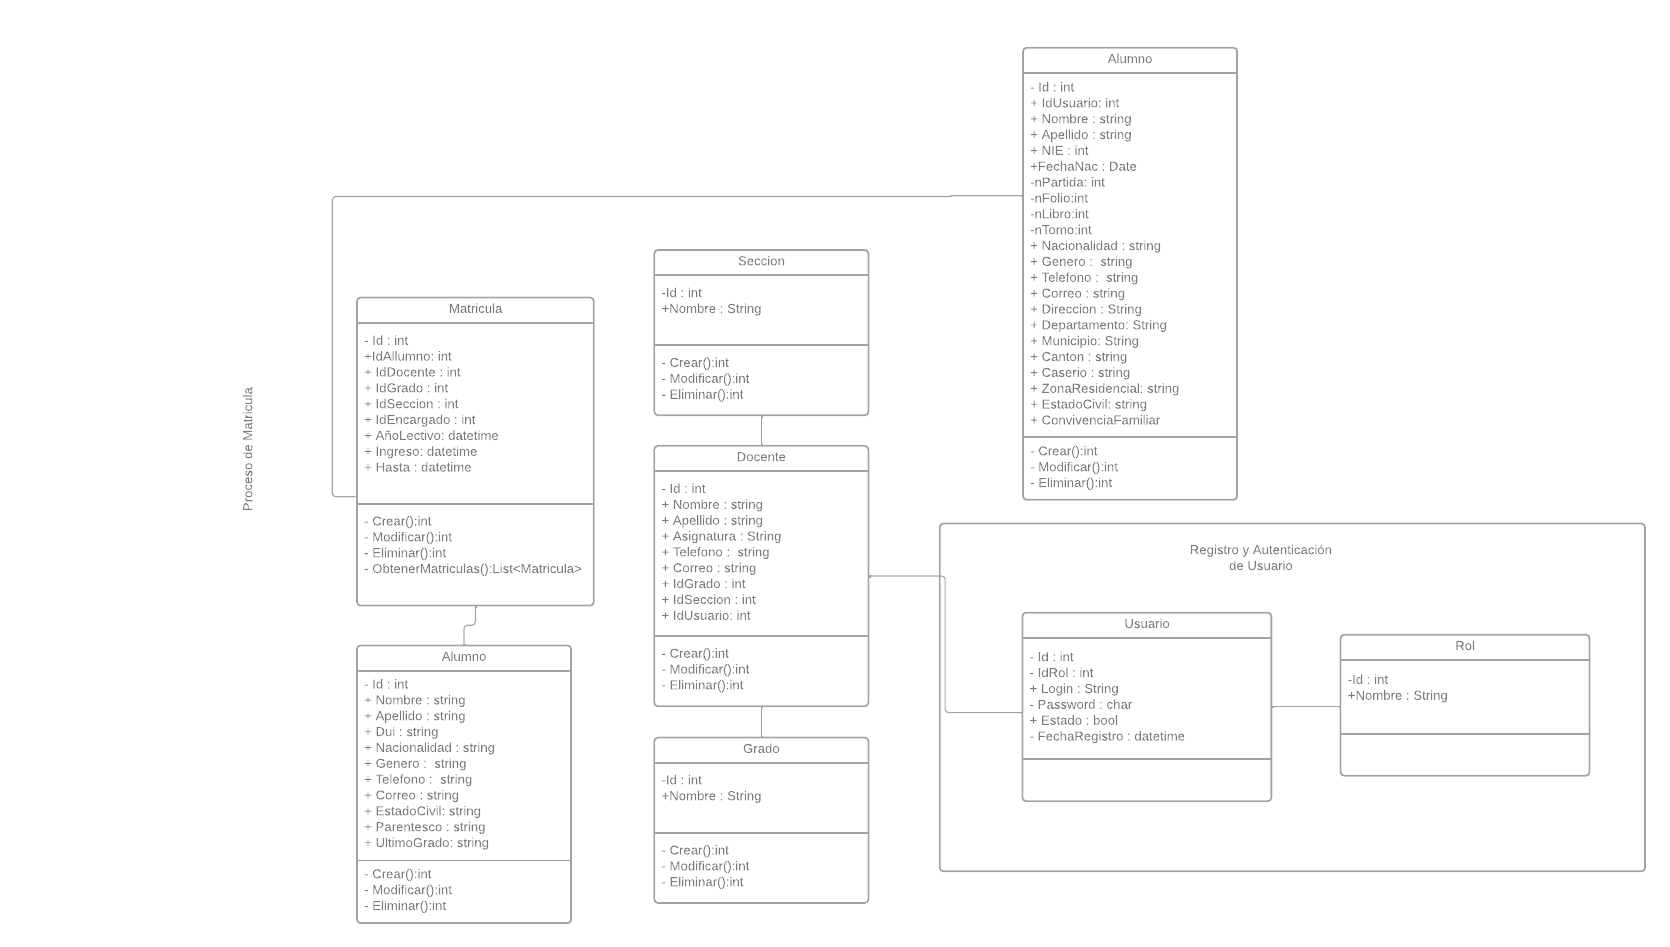 Proceso de Matricula
Alumno
- Id : int
+ IdUsuario: int
+ Nombre : string
+ Apellido : string
+ NIE : int
+FechaNac : Date
-nPartida: int
-nFolio:int
-nLibro:int
-nTomo:int
+ Nacionalidad : string
+ Genero :  string
+ Telefono :  string
+ Correo : string
+ Direccion : String
+ Departamento: String
+ Municipio: String
+ Canton : string
+ Caserio : string
+ ZonaResidencial: string
+ EstadoCivil: string
+ ConvivenciaFamiliar
- Crear():int
- Modificar():int
- Eliminar():int
Seccion
-Id : int
+Nombre : String
- Crear():int
- Modificar():int
- Eliminar():int
Matricula
- Id : int
+IdAllumno: int
+ IdDocente : int
+ IdGrado : int
+ IdSeccion : int
+ IdEncargado : int
+ AñoLectivo: datetime
+ Ingreso: datetime
+ Hasta : datetime
- Crear():int
- Modificar():int
- Eliminar():int
- ObtenerMatriculas():List<Matricula>
Docente
- Id : int
+ Nombre : string
+ Apellido : string
+ Asignatura : String
+ Telefono :  string
+ Correo : string
+ IdGrado : int
+ IdSeccion : int
+ IdUsuario: int
- Crear():int
- Modificar():int
- Eliminar():int
Registro y Autenticación
de Usuario
Usuario
- Id : int
- IdRol : int
+ Login : String
- Password : char
+ Estado : bool
- FechaRegistro : datetime
Rol
-Id : int
+Nombre : String
Alumno
- Id : int
+ Nombre : string
+ Apellido : string
+ Dui : string
+ Nacionalidad : string
+ Genero :  string
+ Telefono :  string
+ Correo : string
+ EstadoCivil: string
+ Parentesco : string
+ UltimoGrado: string
- Crear():int
- Modificar():int
- Eliminar():int
Grado
-Id : int
+Nombre : String
- Crear():int
- Modificar():int
- Eliminar():int